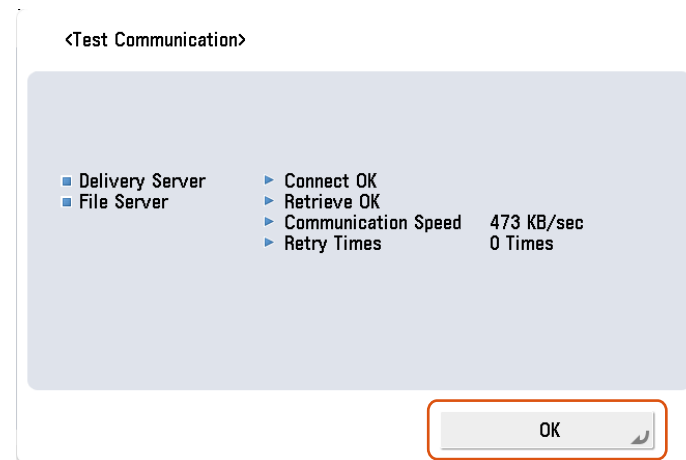 <Test Communication>
Delivery Server Connect OK
File Server Retrieve OK
Communication Speed 473 KB/sec
Retry Times 0 Times
OK